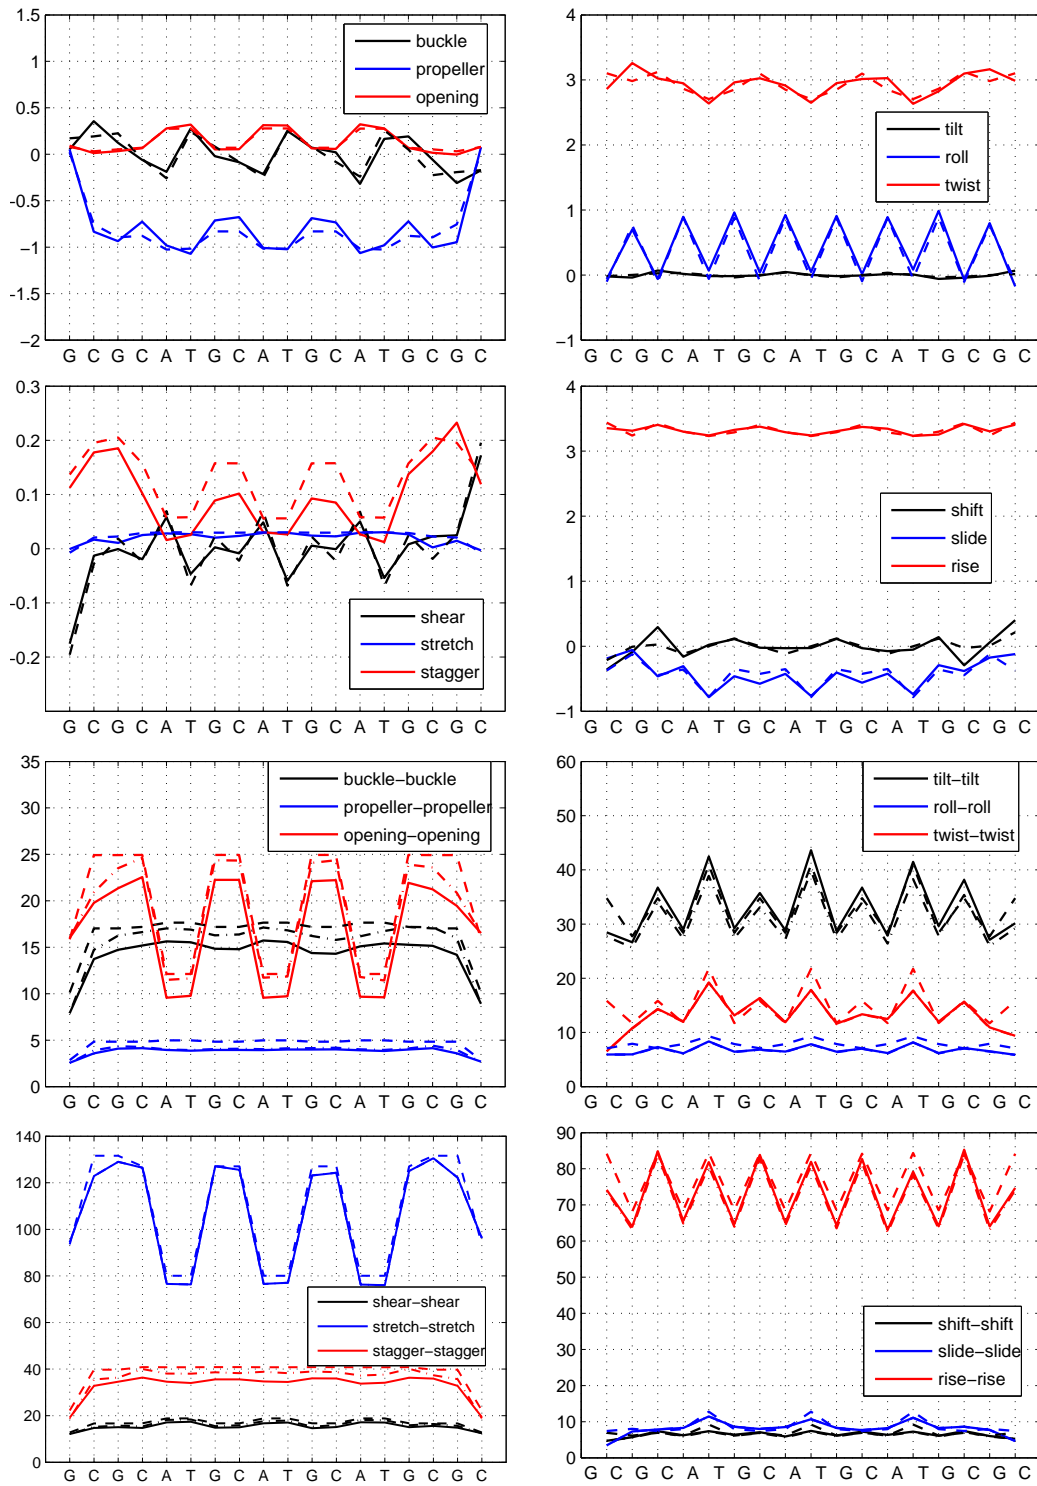 1.5
1
0.5
0
−0.5
−1
−1.5
−2
buckle
propeller
opening
G C G C A T G C A T G C A T G C G C
4
3
2
1
0
−1
tilt
roll
twist
G C G C A T G C A T G C A T G C G C
0.3
0.2
0.1
0
-0.1
-0.2
shear
stretch
stagger
G C G C A T G C A T G C A T G C G C
4
3
2
1
0
−1
shift
slide
rise
G C G C A T G C A T G C A T G C G C
35
30
25
20
15
10
5
0
buckle−buckle
propeller−propeller
opening−opening
G C G C A T G C A T G C A T G C G C
60
50
40
30
20
10
0
tilt−tilt
roll−roll
twist−twist
G C G C A T G C A T G C A T G C G C
140
120
100
80
60
40
20
0
shear−shear
stretch−stretch
stagger−stagger
G C G C A T G C A T G C A T G C G C
90
80
70
60
50
40
30
20
10
0
shift−shift
slide−slide
rise−rise
G C G C A T G C A T G C A T G C G C